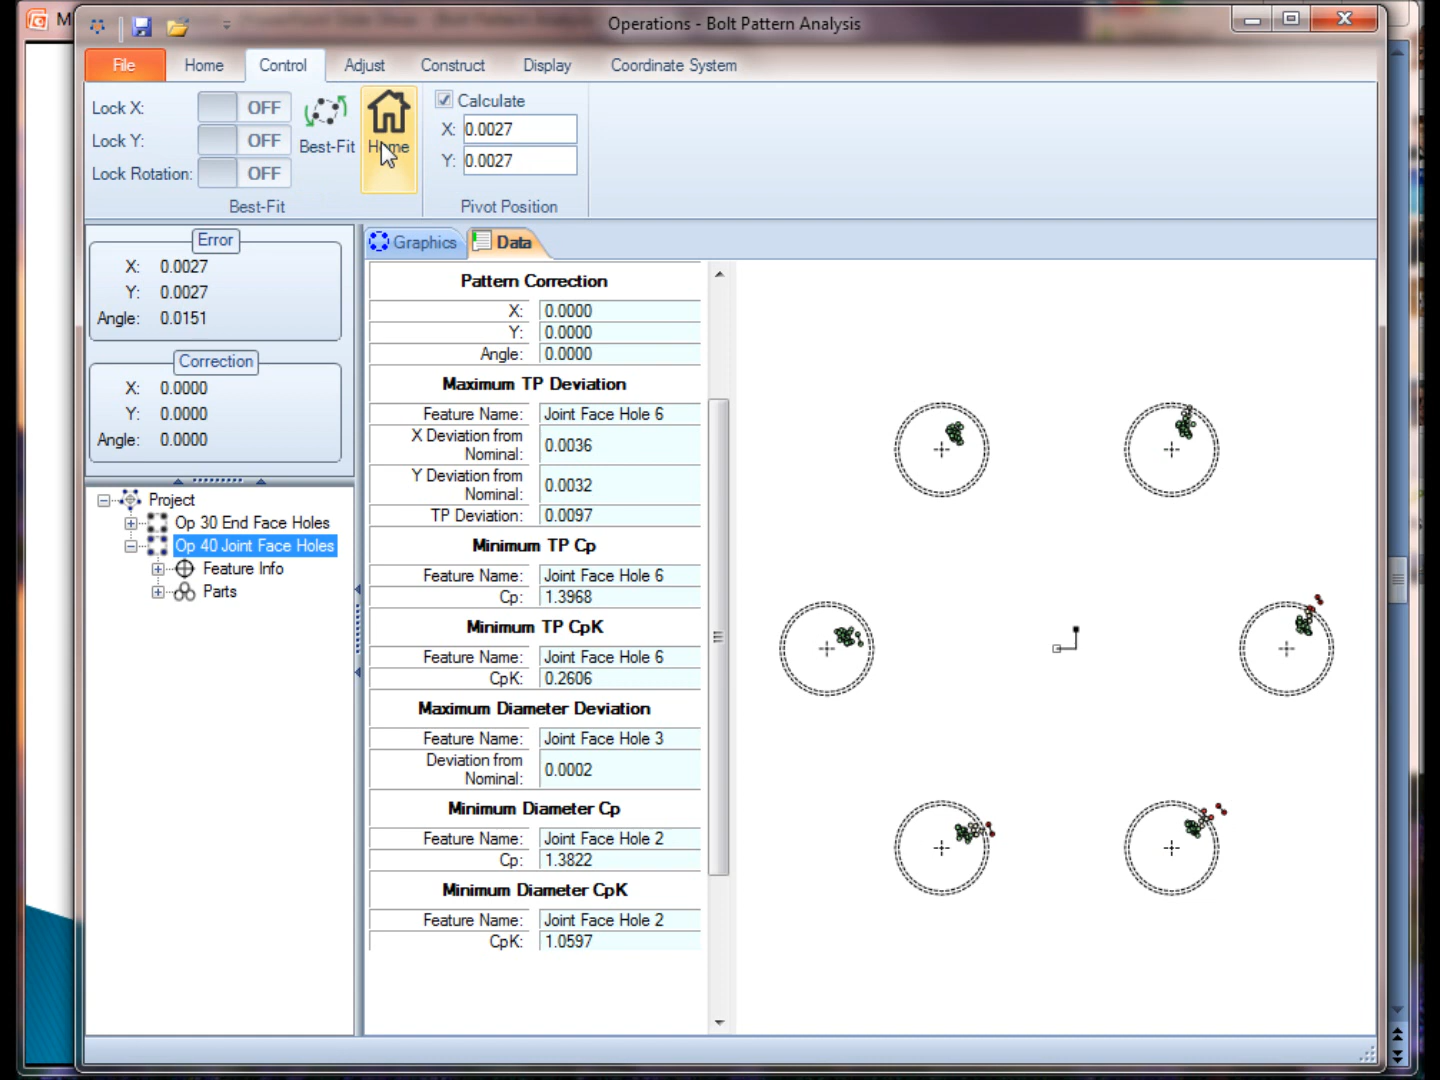 M
Operations - Bolt Pattern Analysis
File Home Control Adjust Construct Display Coordinate System
Lock X: OFF
Lock Y: OFF
Lock Rotation: OFF
Best-Fit
Home
Best-Fit
Calculate
X: 0.0027
Y: 0.0027
Pivot Position
Error
X: 0.0027
Y: 0.0027
Angle: 0.0151
Correction
X: 0.0000
Y: 0.0000
Angle: 0.0000
Project
Op 30 End Face Holes
Op 40 Joint Face Holes
Feature Info
Parts
Graphics Data
Pattern Correction
X: 0.0000
Y: 0.0000
Angle: 0.0000
Maximum TP Deviation
Feature Name: Joint Face Hole 6
X Deviation from
Nominal: 0.0036
Y Deviation from
Nominal: 0.0032
TP Deviation: 0.0097
Minimum TP Cp
Feature Name: Joint Face Hole 6
Cp: 1.3968
Minimum TP CpK
Feature Name: Joint Face Hole 6
CpK: 0.2606
Maximum Diameter Deviation
Feature Name: Joint Face Hole 3
Deviation from
Nominal: 0.0002
Minimum Diameter Cp
Feature Name: Joint Face Hole 2
Cp: 1.3822
Minimum Diameter CpK
Feature Name: Joint Face Hole 2
CpK: 1.0597